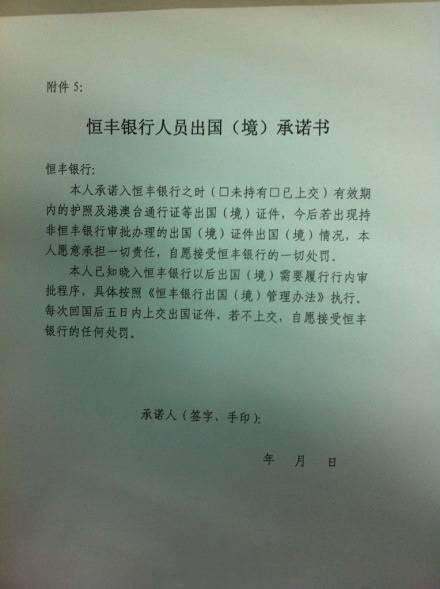 附件 5：
恒丰银行人员出国（境）承诺书
恒丰银行：
本人承诺入恒丰银行之时（□未持有□已上交）有效期
内的护照及港澳台通行证等出国（境）证件，今后若出现持
非恒丰银行审批办理的出国（境）证件出国（境）情况，本
人愿意承担一切责任，自愿接受恒丰银行的一切处罚。
本人已知晓入恒丰银行以后出国（境）需要履行行内审
批程序，具体按照《恒丰银行出国（境）管理办法》执行。
每次回国后五日内上交出国证件，若不上交，自愿接受恒丰
银行的任何处罚。
承诺人（签字、手印）：
年 月 日